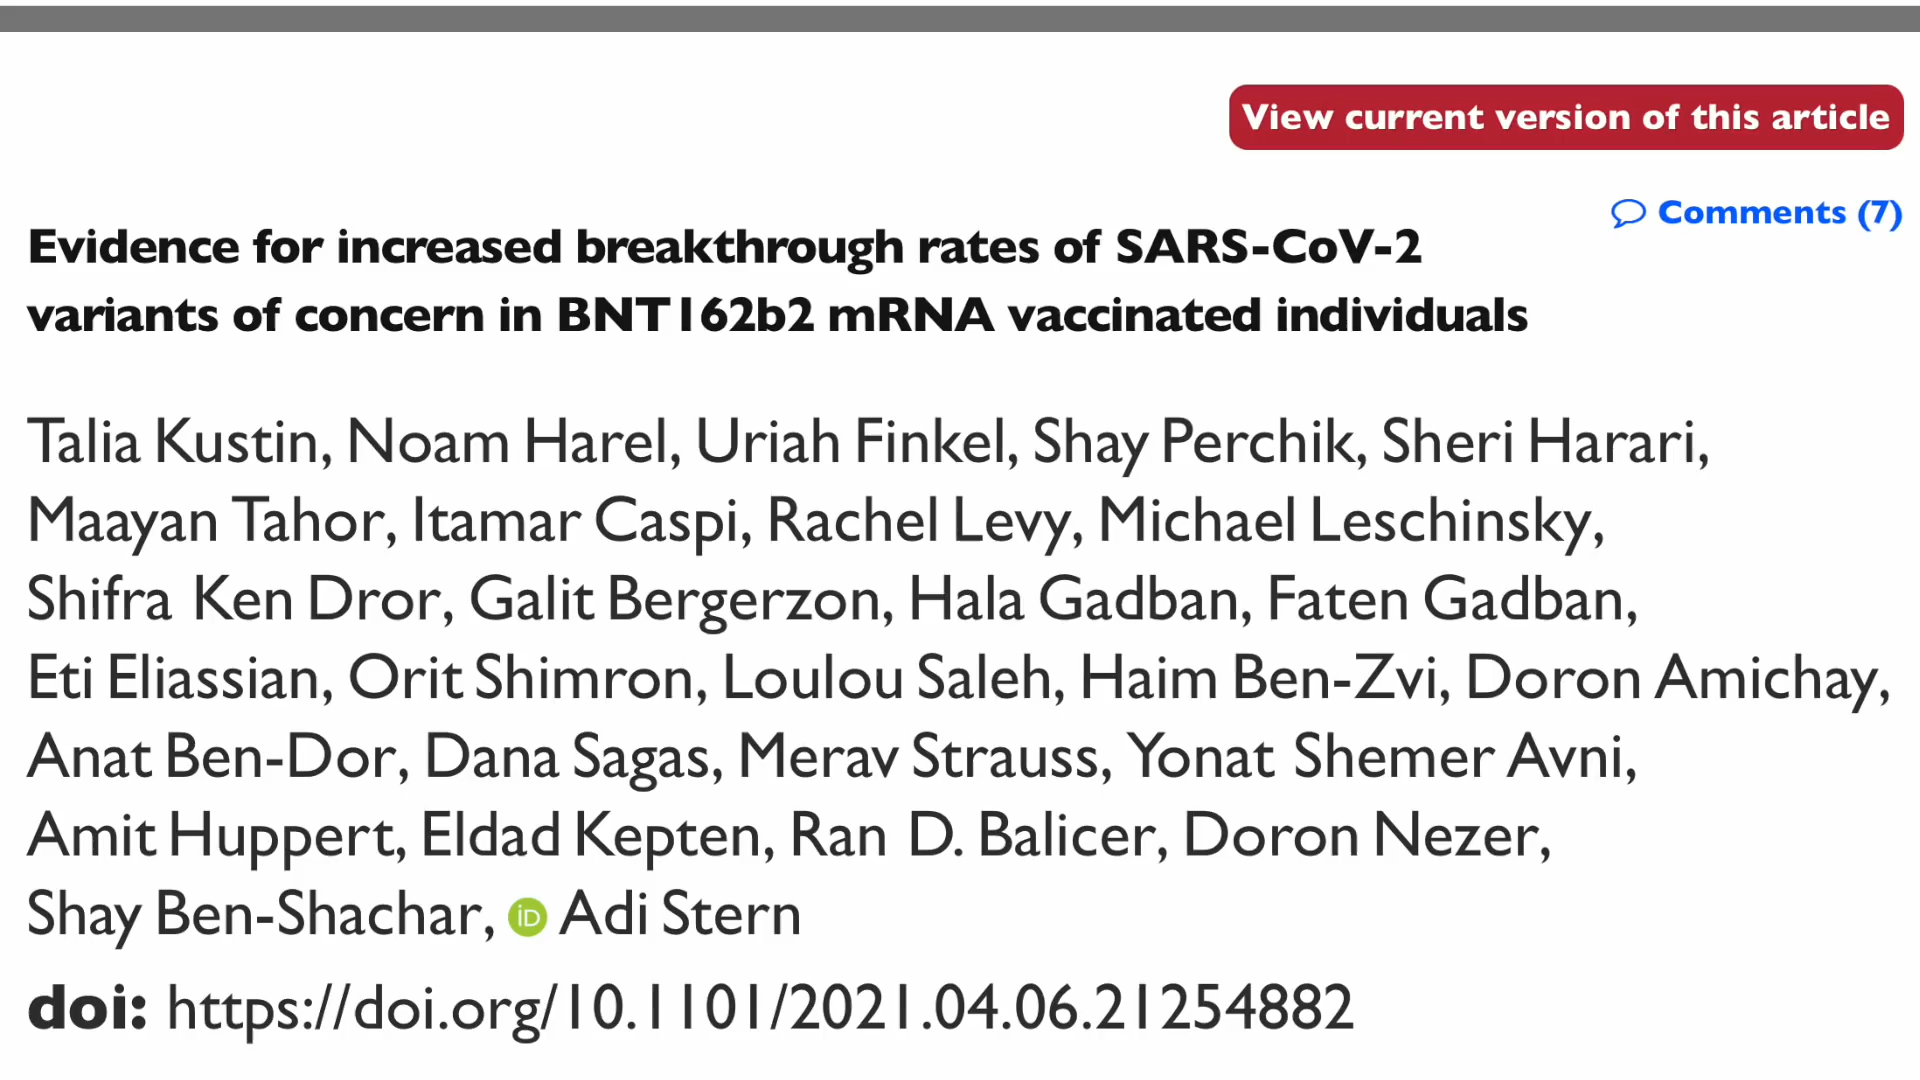 View current version of this article
Comments (7)
Evidence for increased breakthrough rates of SARS-CoV-2
variants of concern in BNT162b2 mRNA vaccinated individuals
Talia Kustin, Noam Harel, Uriah Finkel, Shay Perchik, Sheri Harari,
Maayan Tahor, Itamar Caspi, Rachel Levy, Michael Leschinsky,
Shifra Ken Dror, Galit Bergerzon, Hala Gadban, Faten Gadban,
Eti Eliassian, Orit Shimron, Loulou Saleh, Haim Ben-Zvi, Doron Amichay,
Anat Ben-Dor, Dana Sagas, Merav Strauss, Yonat Shemer Avni,
Amit Huppert, Eldad Kepten, Ran D. Balicer, Doron Nezer,
Shay Ben-Shachar, iD Adi Stern
doi: https://doi.org/10.1101/2021.04.06.21254882